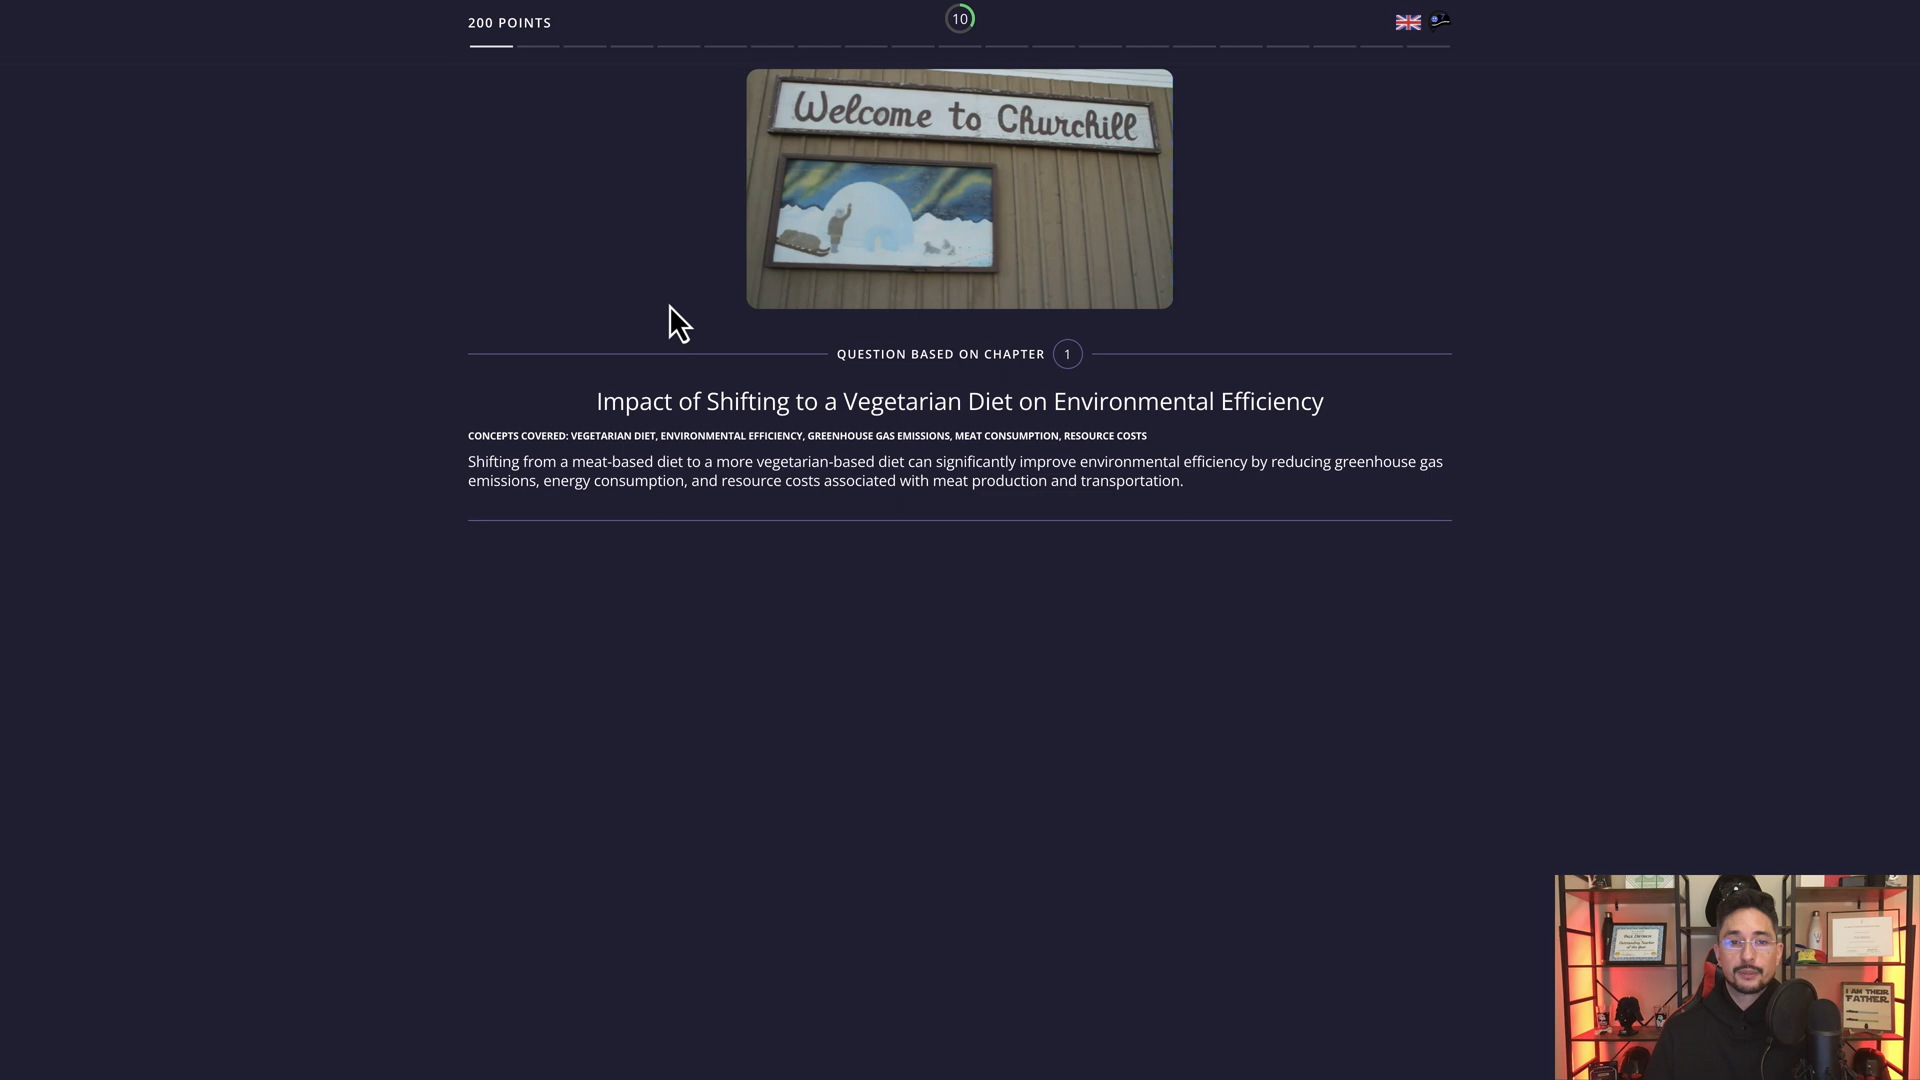 200 POINTS
10
Welcome to Churchill
QUESTION BASED ON CHAPTER 1
Impact of Shifting to a Vegetarian Diet on Environmental Efficiency
CONCEPTS COVERED: VEGETARIAN DIET, ENVIRONMENTAL EFFICIENCY, GREENHOUSE GAS EMISSIONS, MEAT CONSUMPTION, RESOURCE COSTS
Shifting from a meat-based diet to a more vegetarian-based diet can significantly improve environmental efficiency by reducing greenhouse gas
emissions, energy consumption, and resource costs associated with meat production and transportation.
I AM THEIR
FATHER.